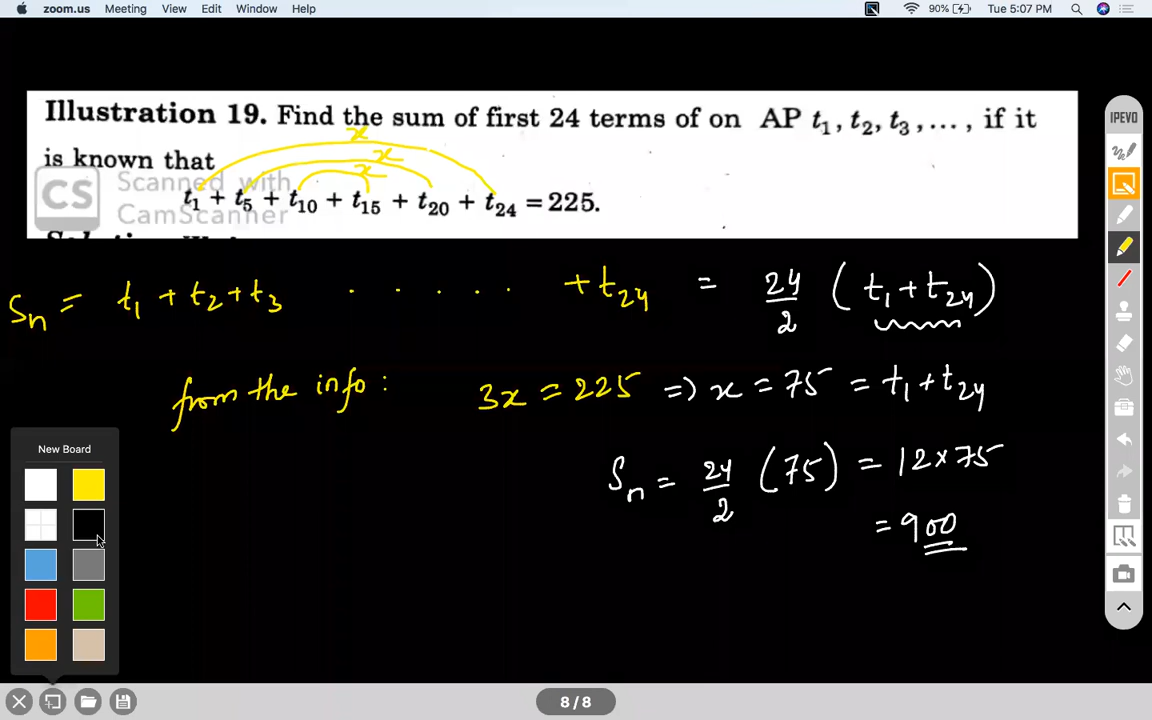 zoom.us Meeting View Edit Window Help 90% Tue 5:07 PM
Illustration 19. Find the sum of first 24 terms of on AP t₁, t₂, t₃, ..., if it
is known that
x
x
x
CS Scanned with
CamScanner
t₁ + t₅ + t₁₀ + t₁₅ + t₂₀ + t₂₄ = 225.
IPEVO
Sn = t₁ + t₂ + t₃ . . . . . + t₂₄ = 24/2 (t₁ + t₂₄)
from the info : 3x = 225 => x = 75 = t₁ + t₂₄
Sn = 24/2 (75) = 12 × 75
= 900
New Board
8 / 8